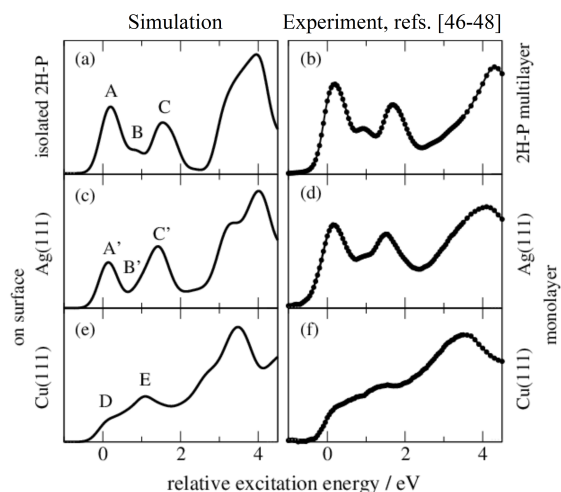 Simulation
Experiment, refs. [46-48]
isolated 2H-P
(a)
A
B
C
(b)
2H-P multilayer
on surface
Ag(111)
(c)
A’
B’
C’
(d)
Ag(111)
monolayer
Cu(111)
(e)
D
E
(f)
Cu(111)
0 2 4 0 2 4
relative excitation energy / eV